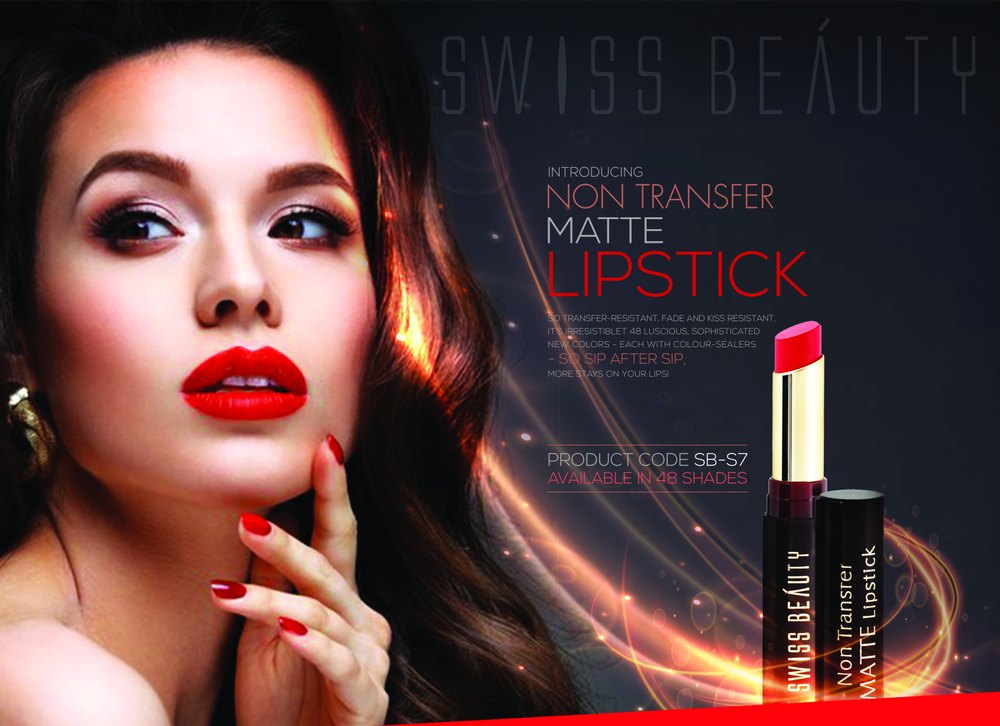 SWISS BEÁUTY
INTRODUCING
NON TRANSFER
MATTE
LIPSTICK
SO TRANSFER-RESISTANT, FADE AND KISS RESISTANT,
IT'S IRRESISTIBLE! 48 LUSCIOUS, SOPHISTICATED
NEW COLORS - EACH WITH COLOUR-SEALERS
- SO SIP AFTER SIP,
MORE STAYS ON YOUR LIPS!
PRODUCT CODE SB-S7
AVAILABLE IN 48 SHADES
SWISS BEÁUTY
Non Transfer
MATTE Lipstick